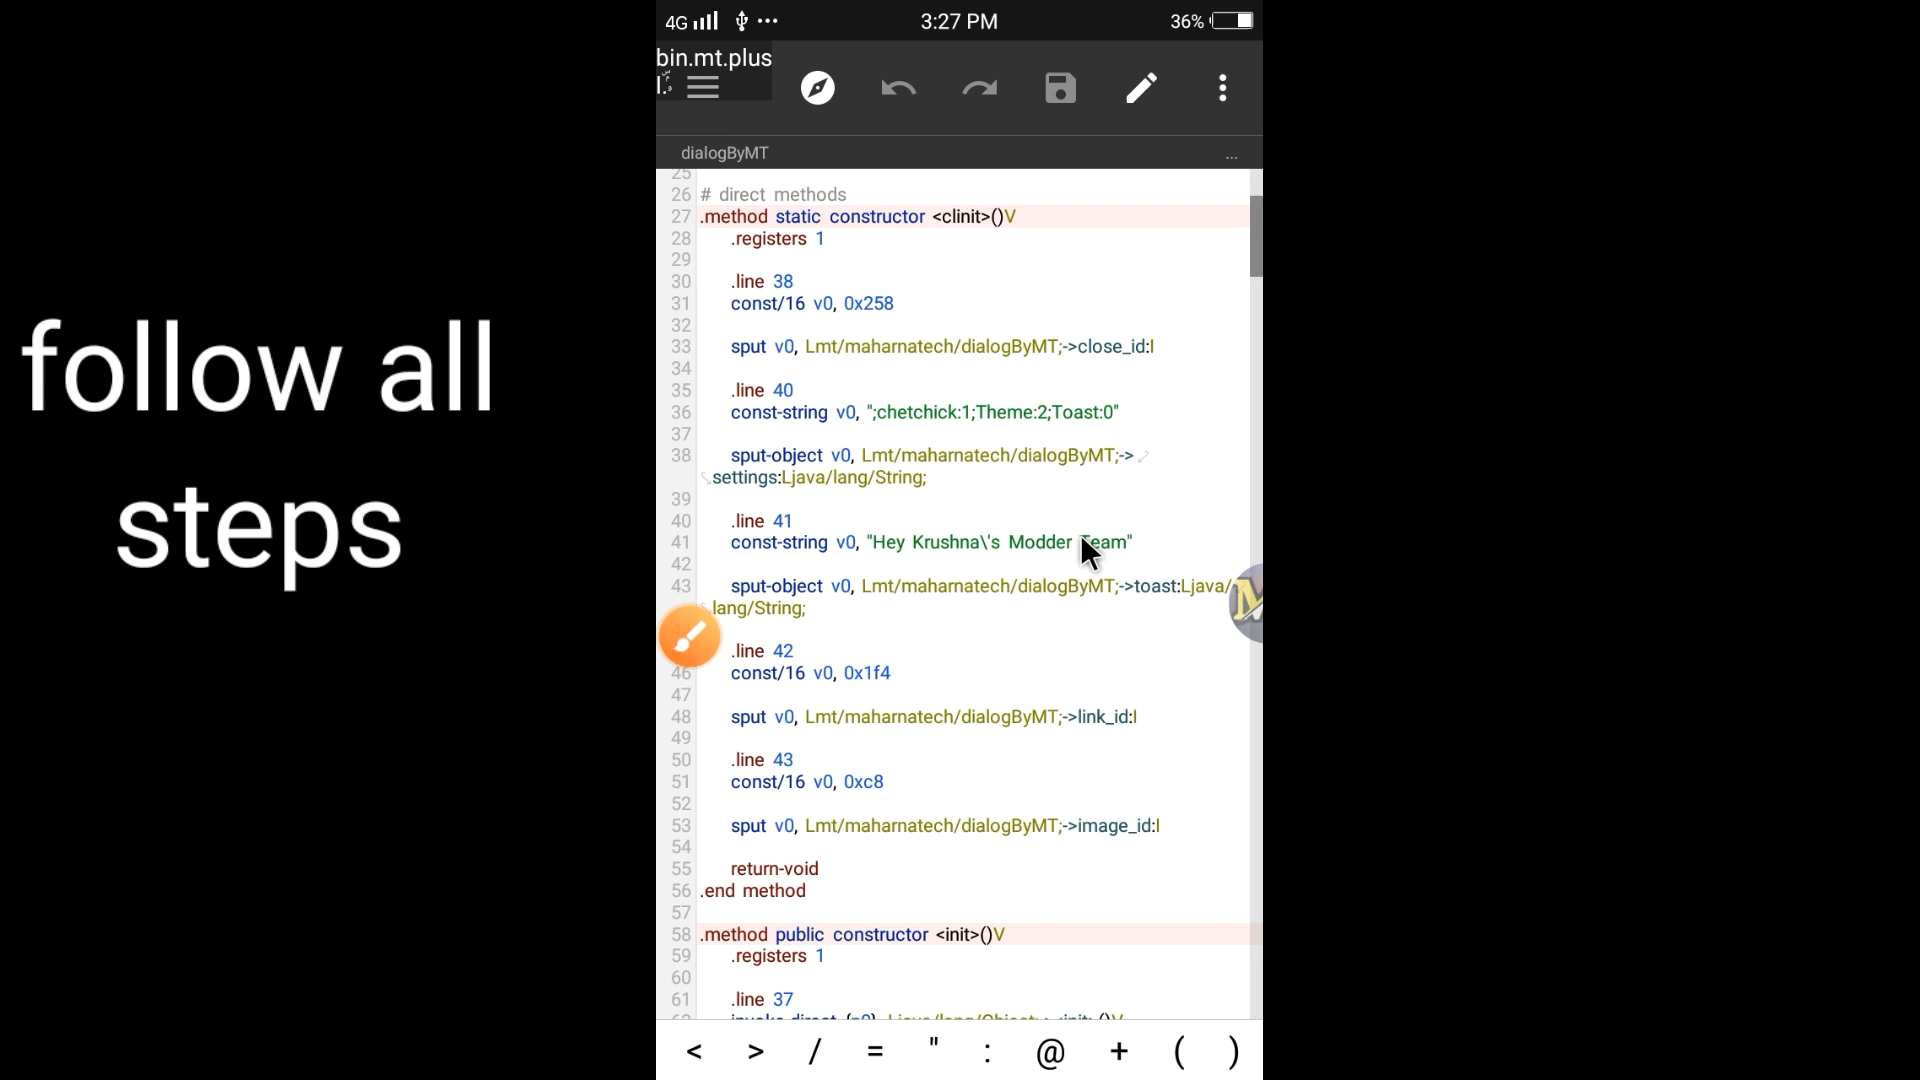 follow all
steps
4G
3:27 PM
36%
bin.mt.plus
dialogByMT
...
25
26 # direct methods
27 .method static constructor <clinit>()V
28 .registers 1
29
30 .line 38
31 const/16 v0, 0x258
32
33 sput v0, Lmt/maharnatech/dialogByMT;->close_id:I
34
35 .line 40
36 const-string v0, ";chetchick:1;Theme:2;Toast:0"
37
38 sput-object v0, Lmt/maharnatech/dialogByMT;->
settings:Ljava/lang/String;
39
40 .line 41
41 const-string v0, "Hey Krushna\'s Modder Team"
42
43 sput-object v0, Lmt/maharnatech/dialogByMT;->toast:Ljava/
lang/String;
.line 42
46 const/16 v0, 0x1f4
47
48 sput v0, Lmt/maharnatech/dialogByMT;->link_id:I
49
50 .line 43
51 const/16 v0, 0xc8
52
53 sput v0, Lmt/maharnatech/dialogByMT;->image_id:I
54
55 return-void
56 .end method
57
58 .method public constructor <init>()V
59 .registers 1
60
61 .line 37
< > / = " : @ + ( )